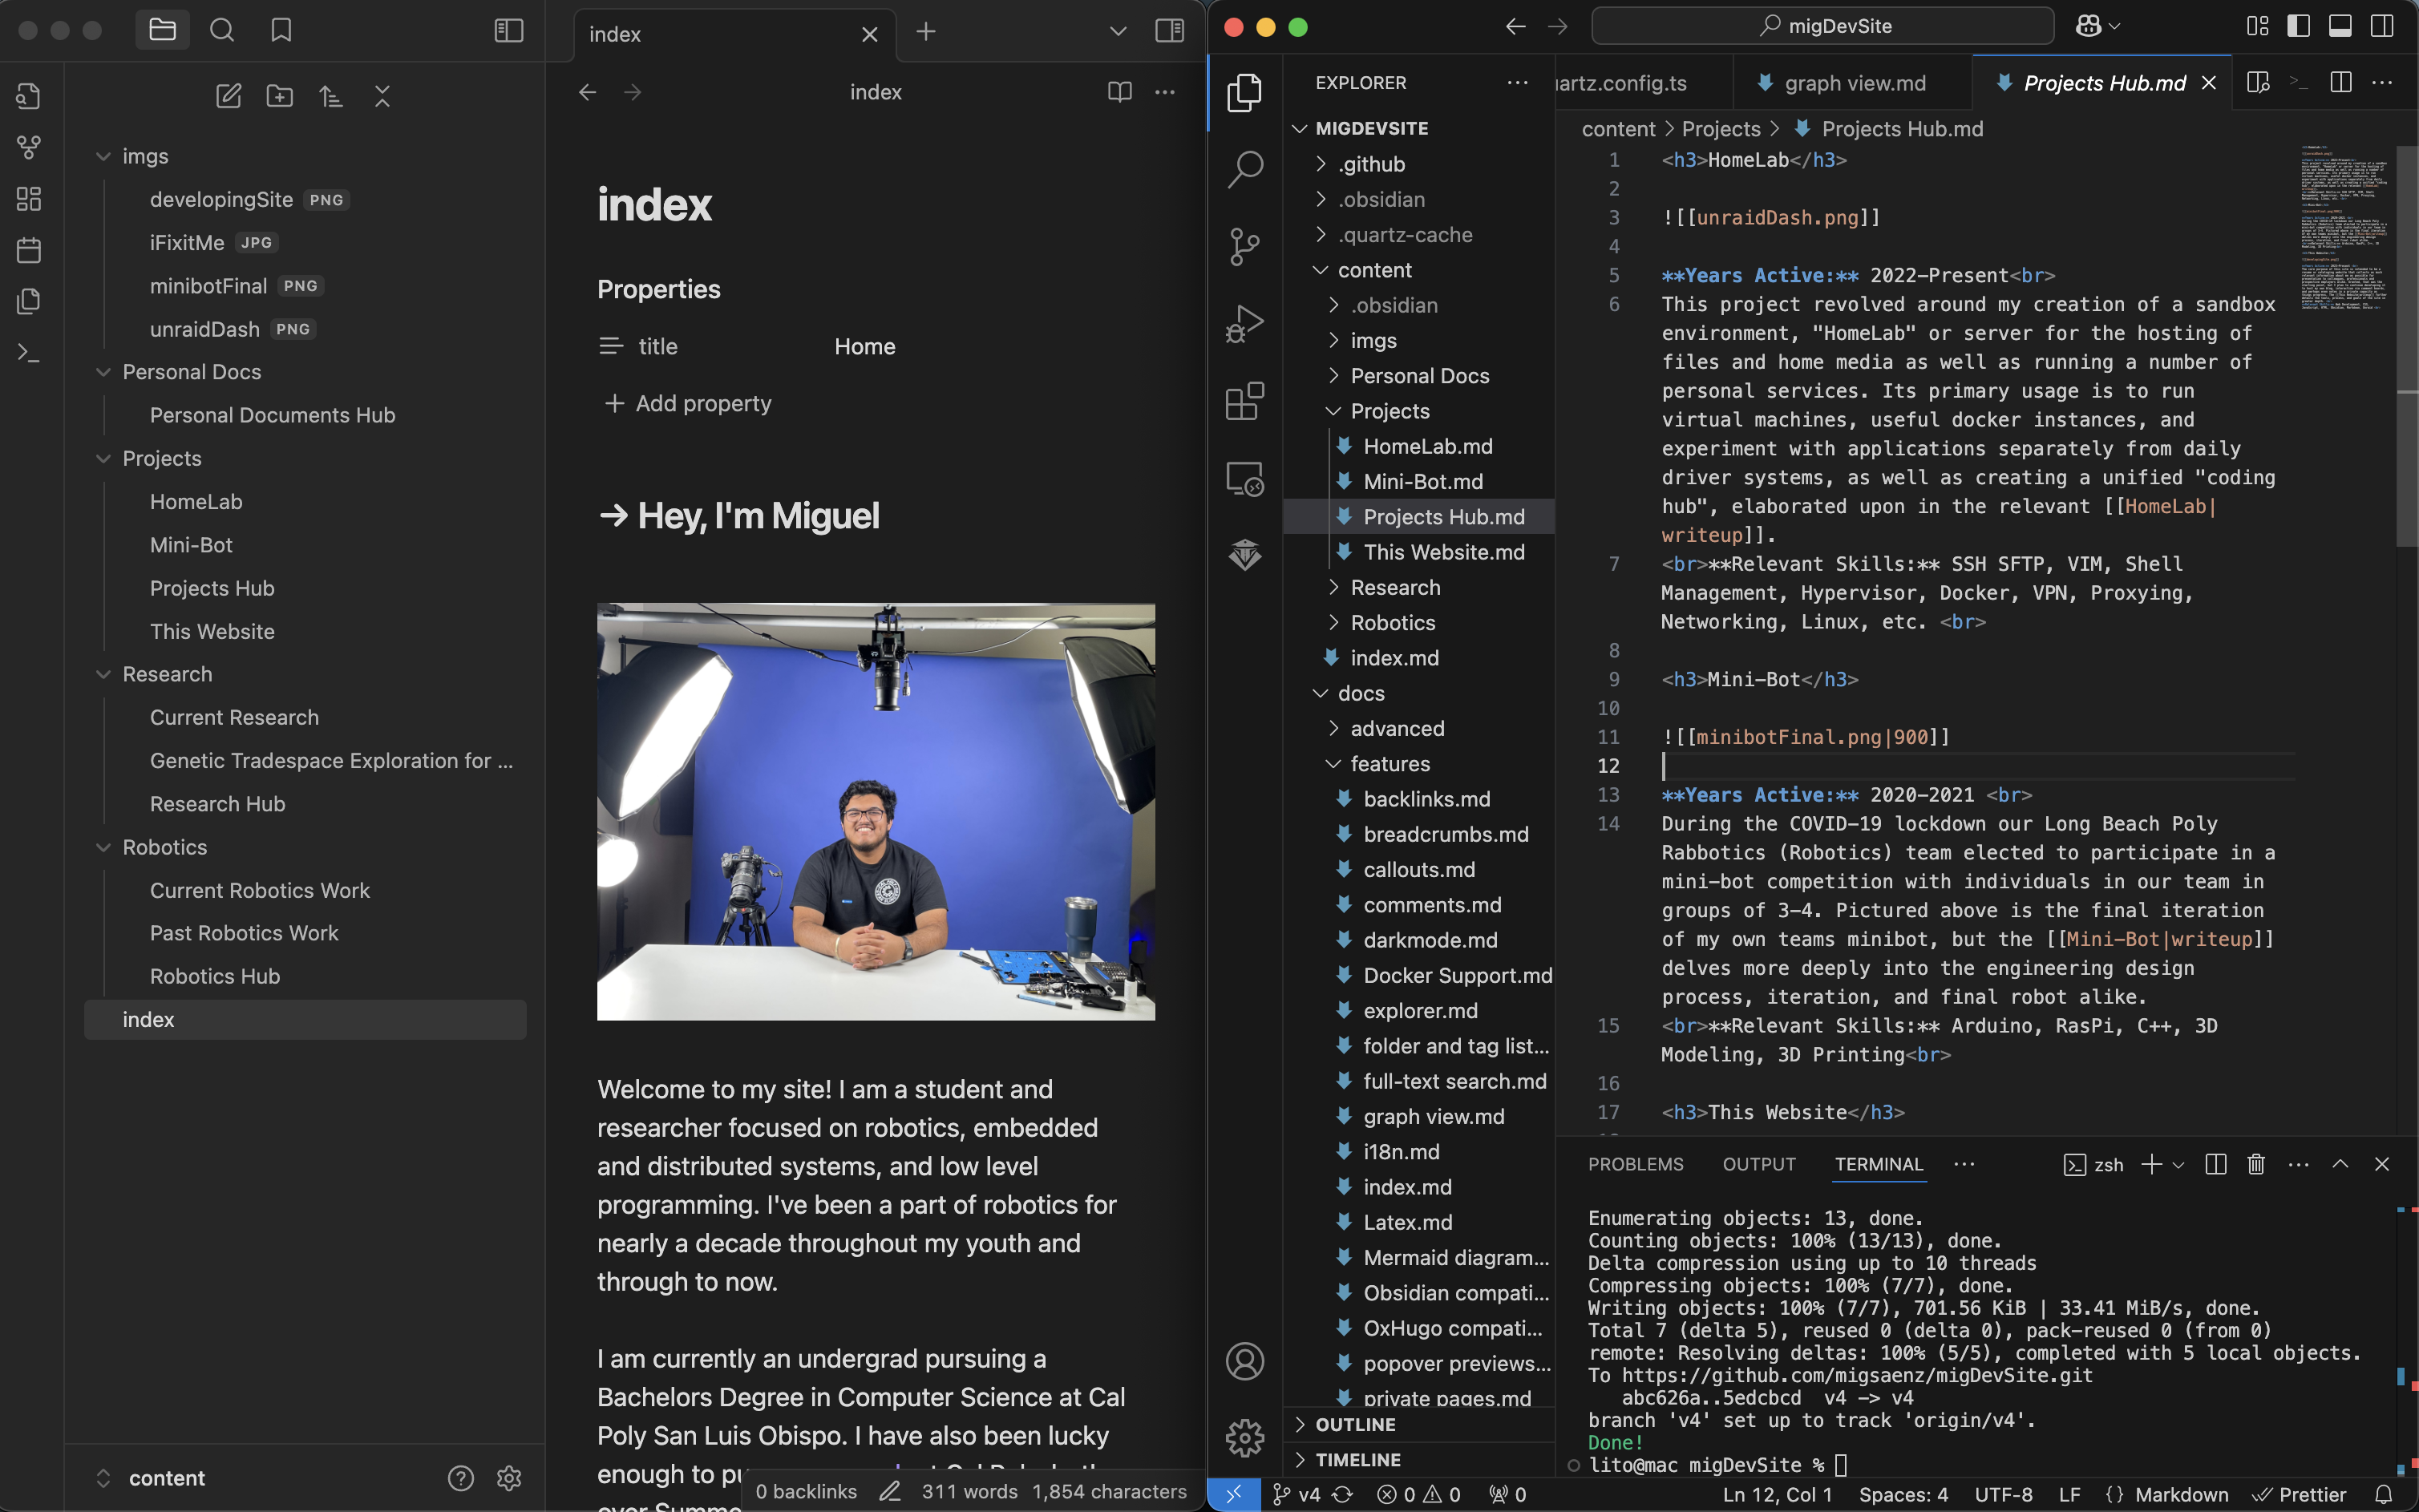 index
index
imgs
developingSite PNG
iFixitMe JPG
minibotFinal PNG
unraidDash PNG
Personal Docs
Personal Documents Hub
Projects
HomeLab
Mini-Bot
Projects Hub
This Website
Research
Current Research
Genetic Tradespace Exploration for ...
Research Hub
Robotics
Current Robotics Work
Past Robotics Work
Robotics Hub
index
content
index
Properties
title Home
Add property
→ Hey, I'm Miguel
Welcome to my site! I am a student and
researcher focused on robotics, embedded
and distributed systems, and low level
programming. I've been a part of robotics for
nearly a decade throughout my youth and
through to now.
I am currently an undergrad pursuing a
Bachelors Degree in Computer Science at Cal
Poly San Luis Obispo. I have also been lucky
enough to
0 backlinks 311 words 1,854 characters
migDevSite
EXPLORER
MIGDEVSITE
.github
.obsidian
.quartz-cache
content
.obsidian
imgs
Personal Docs
Projects
HomeLab.md
Mini-Bot.md
Projects Hub.md
This Website.md
Research
Robotics
index.md
docs
advanced
features
backlinks.md
breadcrumbs.md
callouts.md
comments.md
darkmode.md
Docker Support.md
explorer.md
folder and tag list...
full-text search.md
graph view.md
i18n.md
index.md
Latex.md
Mermaid diagram...
Obsidian compati...
OxHugo compati...
popover previews...
private pages.md
OUTLINE
TIMELINE
artz.config.ts graph view.md Projects Hub.md
content > Projects > Projects Hub.md
1 <h3>HomeLab</h3>
2
3 ![[unraidDash.png]]
4
5 **Years Active:** 2022-Present<br>
6 This project revolved around my creation of a sandbox
environment, "HomeLab" or server for the hosting of
files and home media as well as running a number of
personal services. Its primary usage is to run
virtual machines, useful docker instances, and
experiment with applications separately from daily
driver systems, as well as creating a unified "coding
hub", elaborated upon in the relevant [[HomeLab|
writeup]].
7 <br>**Relevant Skills:** SSH SFTP, VIM, Shell
Management, Hypervisor, Docker, VPN, Proxying,
Networking, Linux, etc. <br>
8
9 <h3>Mini-Bot</h3>
10
11 ![[minibotFinal.png|900]]
12
13 **Years Active:** 2020-2021 <br>
14 During the COVID-19 lockdown our Long Beach Poly
Rabbotics (Robotics) team elected to participate in a
mini-bot competition with individuals in our team in
groups of 3-4. Pictured above is the final iteration
of my own teams minibot, but the [[Mini-Bot|writeup]]
delves more deeply into the engineering design
process, iteration, and final robot alike.
15 <br>**Relevant Skills:** Arduino, RasPi, C++, 3D
Modeling, 3D Printing<br>
16
17 <h3>This Website</h3>
PROBLEMS OUTPUT TERMINAL ... zsh
Enumerating objects: 13, done.
Counting objects: 100% (13/13), done.
Delta compression using up to 10 threads
Compressing objects: 100% (7/7), done.
Writing objects: 100% (7/7), 701.56 KiB | 33.41 MiB/s, done.
Total 7 (delta 5), reused 0 (delta 0), pack-reused 0 (from 0)
remote: Resolving deltas: 100% (5/5), completed with 5 local objects.
To https://github.com/migsaenz/migDevSite.git
abc626a..5edcbcd v4 -> v4
branch 'v4' set up to track 'origin/v4'.
Done!
lito@mac migDevSite %
v4 0 0 0 Ln 12, Col 1 Spaces: 4 UTF-8 LF {} Markdown Prettier